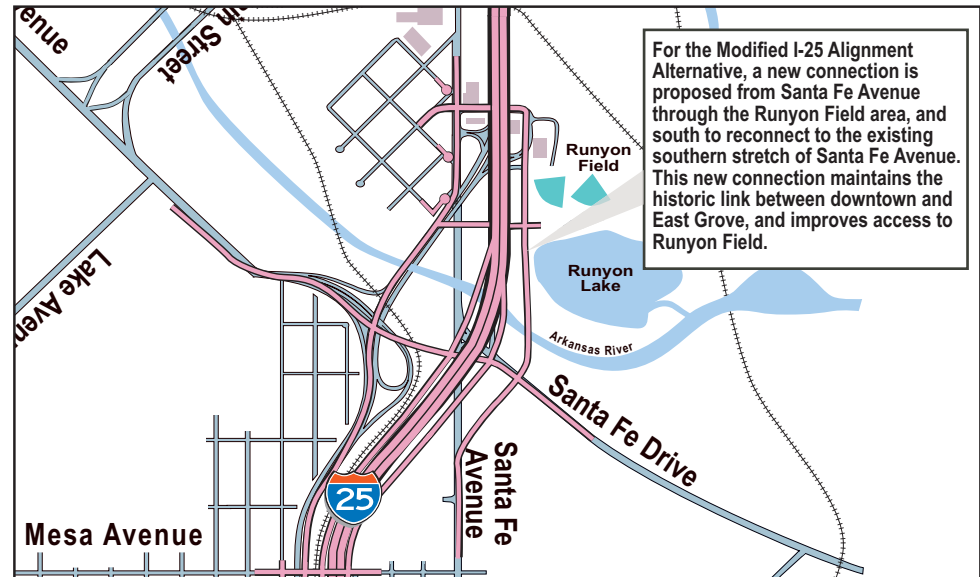 enue
Street
For the Modified I-25 Alignment
Alternative, a new connection is
proposed from Santa Fe Avenue
through the Runyon Field area, and
south to reconnect to the existing
southern stretch of Santa Fe Avenue.
This new connection maintains the
historic link between downtown and
East Grove, and improves access to
Runyon Field.
Runyon
Field
Runyon
Lake
Lake Aven
Arkansas River
Santa Fe Drive
Santa Fe
Avenue
25
Mesa Avenue